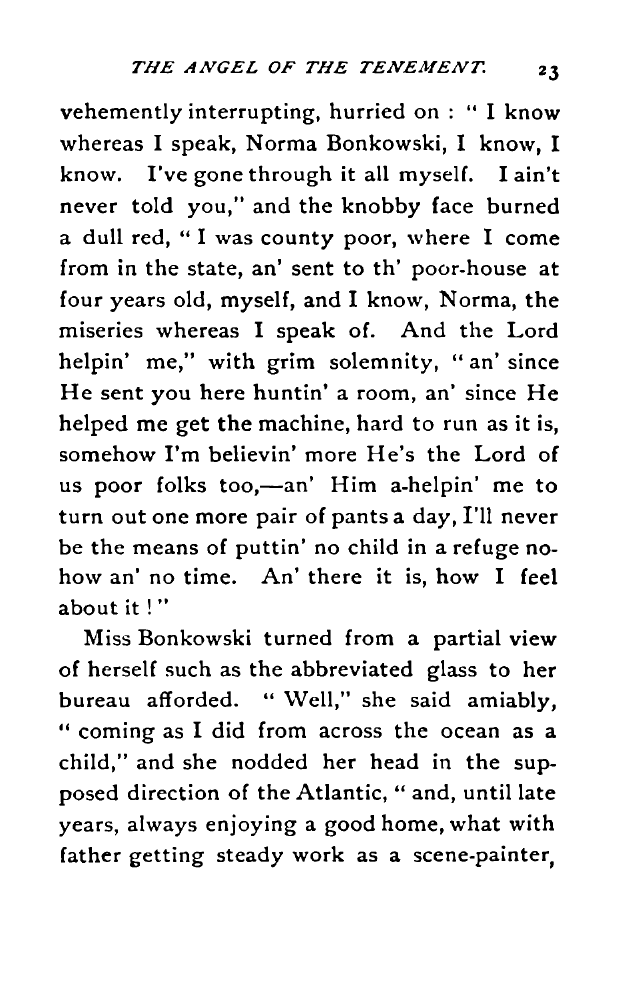 THE ANGEL OF THE TENEMENT. 23
vehemently interrupting, hurried on : " I know
whereas I speak, Norma Bonkowski, I know, I
know. I've gone through it all myself. I ain't
never told you," and the knobby face burned
a dull red, " I was county poor, where I come
from in the state, an' sent to th' poor-house at
four years old, myself, and I know, Norma, the
miseries whereas I speak of. And the Lord
helpin' me," with grim solemnity, " an' since
He sent you here huntin' a room, an' since He
helped me get the machine, hard to run as it is,
somehow I'm believin' more He's the Lord of
us poor folks too,—an' Him a-helpin' me to
turn out one more pair of pants a day, I'll never
be the means of puttin' no child in a refuge no-
how an' no time. An' there it is, how I feel
about it ! "
Miss Bonkowski turned from a partial view
of herself such as the abbreviated glass to her
bureau afforded. " Well," she said amiably,
" coming as I did from across the ocean as a
child," and she nodded her head in the sup-
posed direction of the Atlantic, " and, until late
years, always enjoying a good home, what with
father getting steady work as a scene-painter,